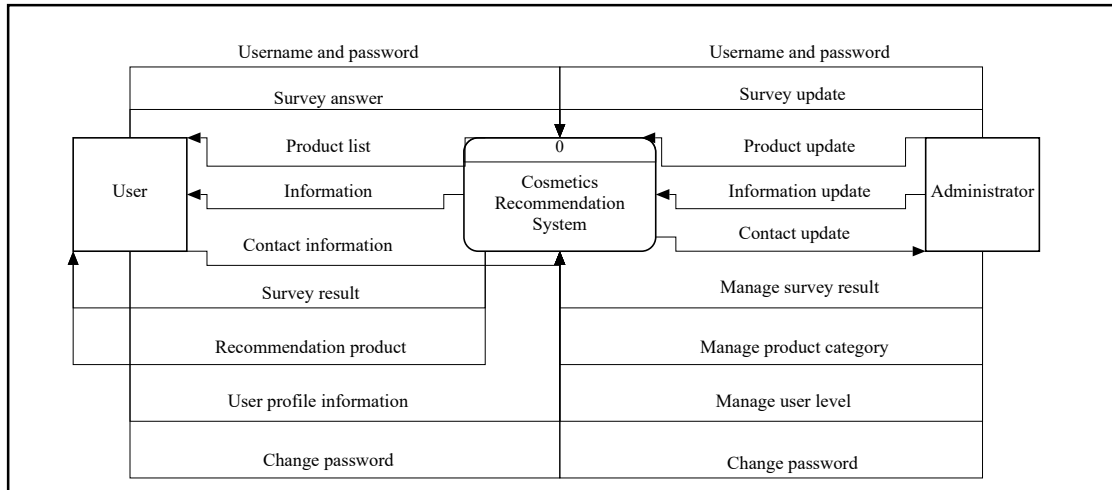 Username and password
Username and password
Survey answer
Survey update
Product list
0
Product update
User
Information
Cosmetics
Recommendation
System
Information update
Administrator
Contact information
Contact update
Survey result
Manage survey result
Recommendation product
Manage product category
User profile information
Manage user level
Change password
Change password